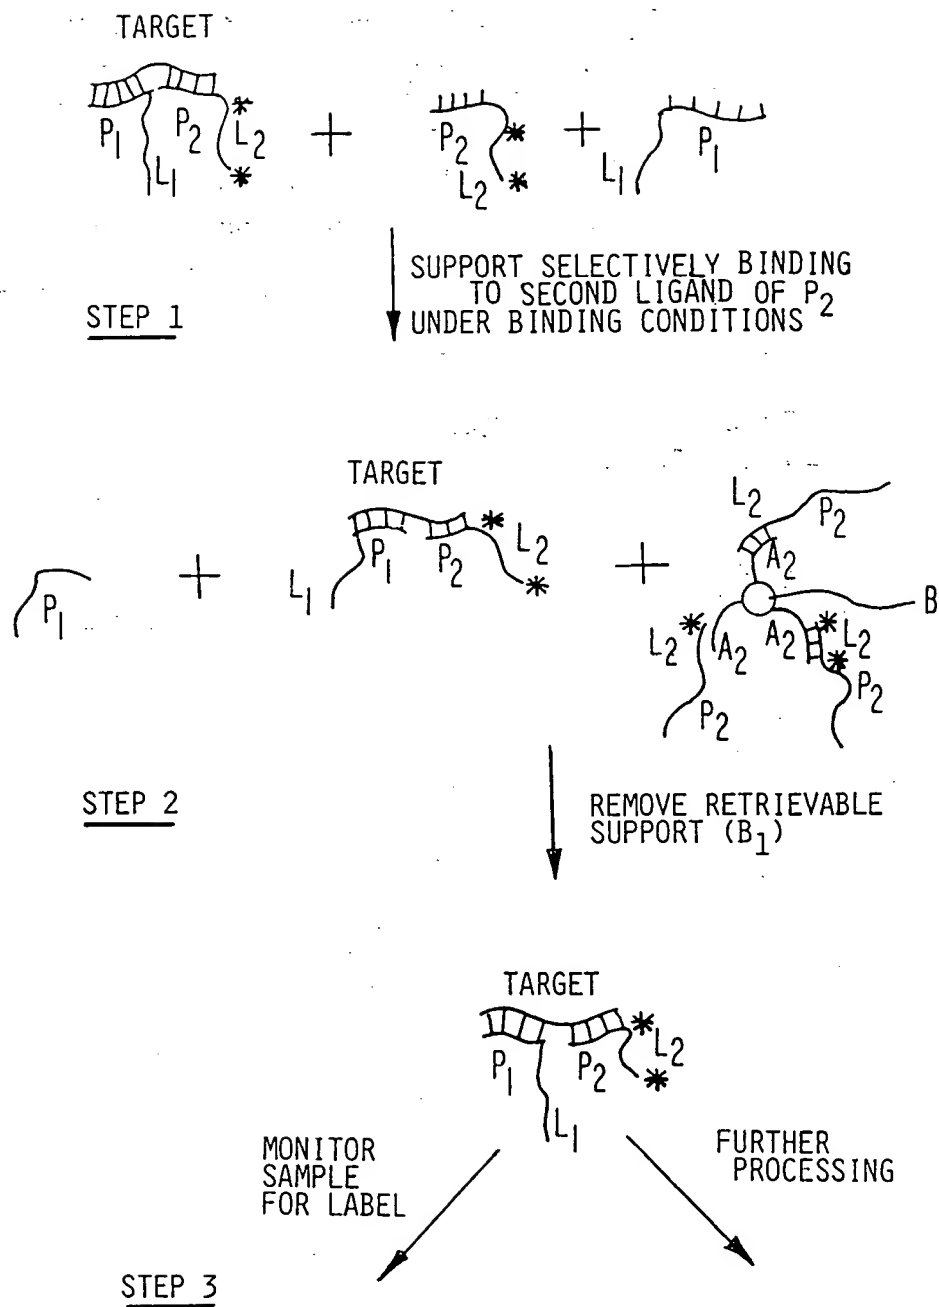 TARGET
P1 P2 L2
L1
+
P2
L2
+
L1 P1
SUPPORT SELECTIVELY BINDING
TO SECOND LIGAND OF P2
UNDER BINDING CONDITIONS
STEP 1
TARGET
P1
+
L1 P1 P2 L2
+
L2 P2
A2
B
L2 A2 A2 L2
P2 P2
STEP 2
REMOVE RETRIEVABLE
SUPPORT (B1)
TARGET
P1 P2 L2
L1
MONITOR
SAMPLE
FOR LABEL
FURTHER
PROCESSING
STEP 3